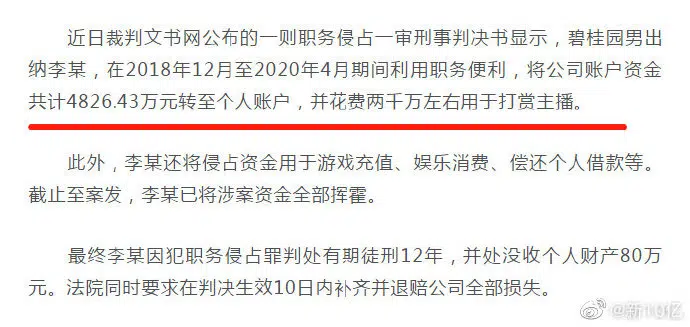 近日裁判文书网公布的一则职务侵占一审刑事判决书显示，碧桂园男出
纳李某，在2018年12月至2020年4月期间利用职务便利，将公司账户资金
共计4826.43万元转至个人账户，并花费两千万左右用于打赏主播。
此外，李某还将侵占资金用于游戏充值、娱乐消费、偿还个人借款等。
截止至案发，李某已将涉案资金全部挥霍。
最终李某因犯职务侵占罪判处有期徒刑12年，并处没收个人财产80万
元。法院同时要求在判决生效10日内补齐并退赔公司全部损失。
@新10亿